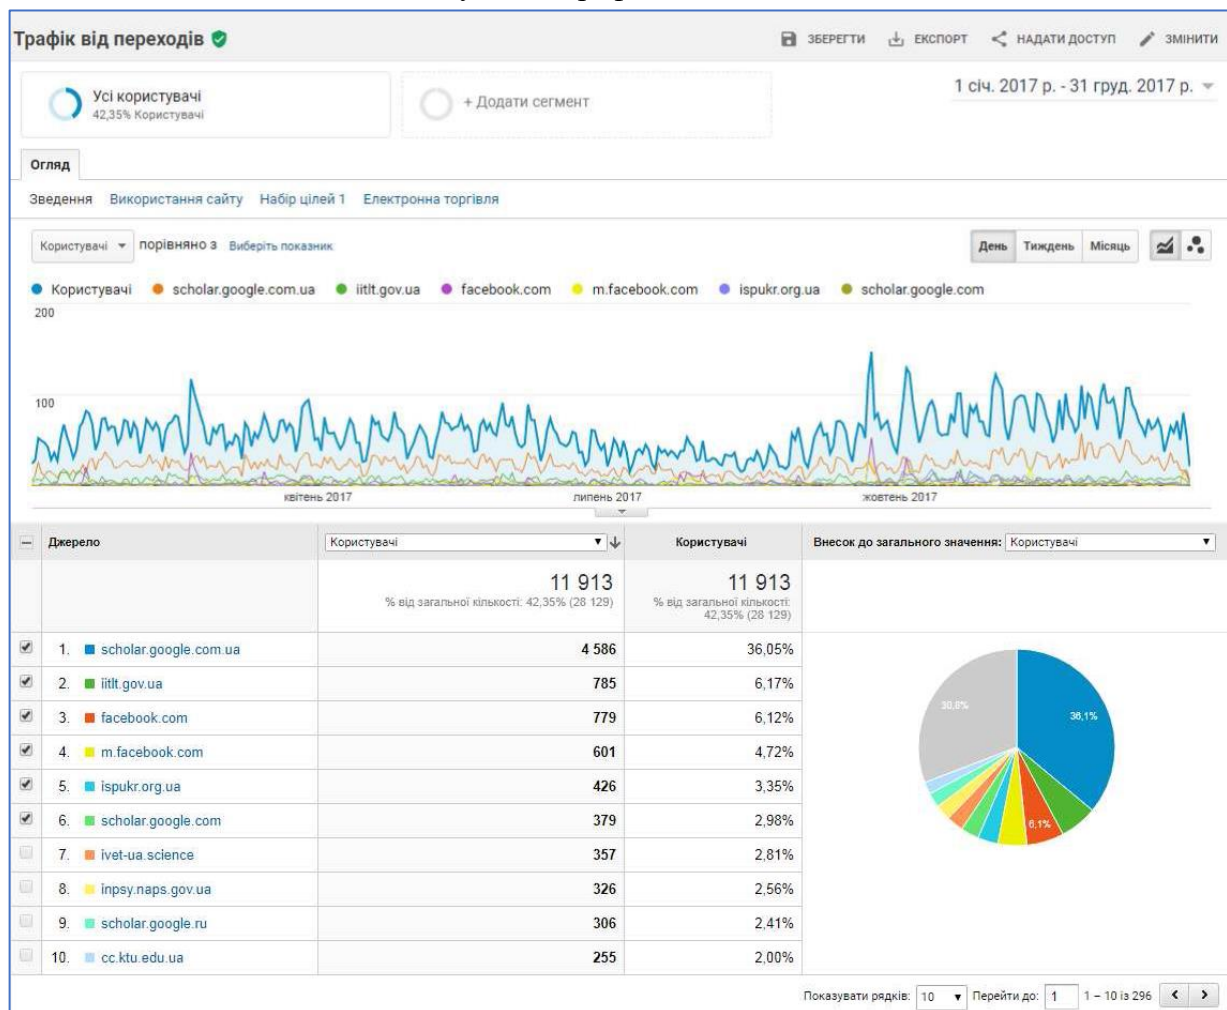 Трафік від переходів
ЗБЕРЕГТИ ЕКСПОРТ НАДАТИ ДОСТУП ЗМІНИТИ
Усі користувачі
42,35% Користувачі
+ Додати сегмент
1 січ. 2017 р. - 31 груд. 2017 р.
Огляд
Зведення Використання сайту Набір цілей 1 Електронна торгівля
Користувачі порівняно з Виберіть показник
День Тиждень Місяць
Користувачі scholar.google.com.ua iitlt.gov.ua facebook.com m.facebook.com ispukr.org.ua scholar.google.com
200
100
квітень 2017 липень 2017 жовтень 2017
Джерело Користувачі Користувачі Внесок до загального значення: Користувачі
11 913 11 913
% від загальної кількості: 42,35% (28 129) % від загальної кількості:
42,35% (28 129)
1. scholar.google.com.ua 4 586 36,05%
2. iitlt.gov.ua 785 6,17%
3. facebook.com 779 6,12%
4. m.facebook.com 601 4,72%
5. ispukr.org.ua 426 3,35%
6. scholar.google.com 379 2,98%
7. ivet-ua.science 357 2,81%
8. inpsy.naps.gov.ua 326 2,56%
9. scholar.google.ru 306 2,41%
10. cc.ktu.edu.ua 255 2,00%
36,1%
6,1%
Показувати рядків: 10 Перейти до: 1 1 – 10 із 296